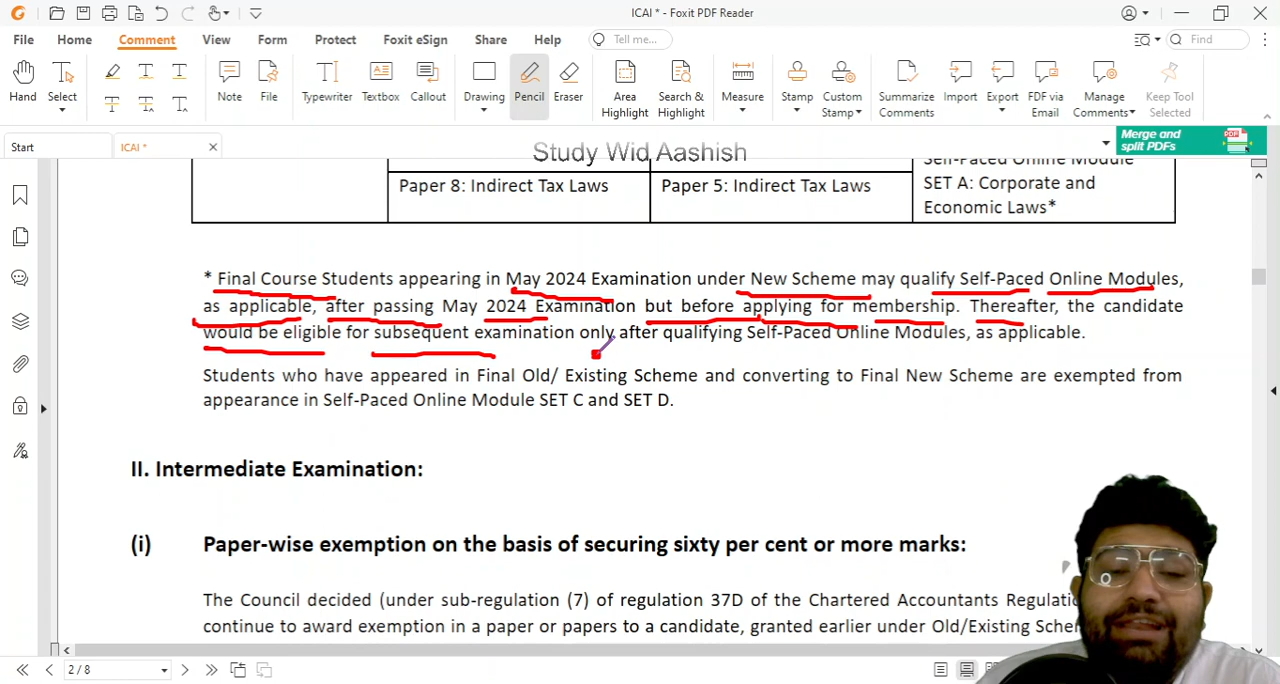 ICAI * - Foxit PDF Reader
File Home Comment View Form Protect Foxit eSign Share Help Tell me... Find
Hand Select Note File Typewriter Textbox Callout Drawing Pencil Eraser Area Highlight Search & Highlight Measure Stamp Custom Stamp Summarize Comments Import Export FDF via Email Manage Comments Keep Tool Selected
Start ICAI * Merge and split PDFs
Study Wid Aashish
Self-Paced Online Module
Paper 8: Indirect Tax Laws Paper 5: Indirect Tax Laws SET A: Corporate and
Economic Laws*
* Final Course Students appearing in May 2024 Examination under New Scheme may qualify Self-Paced Online Modules,
as applicable, after passing May 2024 Examination but before applying for membership. Thereafter, the candidate
would be eligible for subsequent examination only after qualifying Self-Paced Online Modules, as applicable.
Students who have appeared in Final Old/ Existing Scheme and converting to Final New Scheme are exempted from
appearance in Self-Paced Online Module SET C and SET D.
II. Intermediate Examination:
(i) Paper-wise exemption on the basis of securing sixty per cent or more marks:
The Council decided (under sub-regulation (7) of regulation 37D of the Chartered Accountants
continue to award exemption in a paper or papers to a candidate, granted earlier under Old/Existing
2 / 8